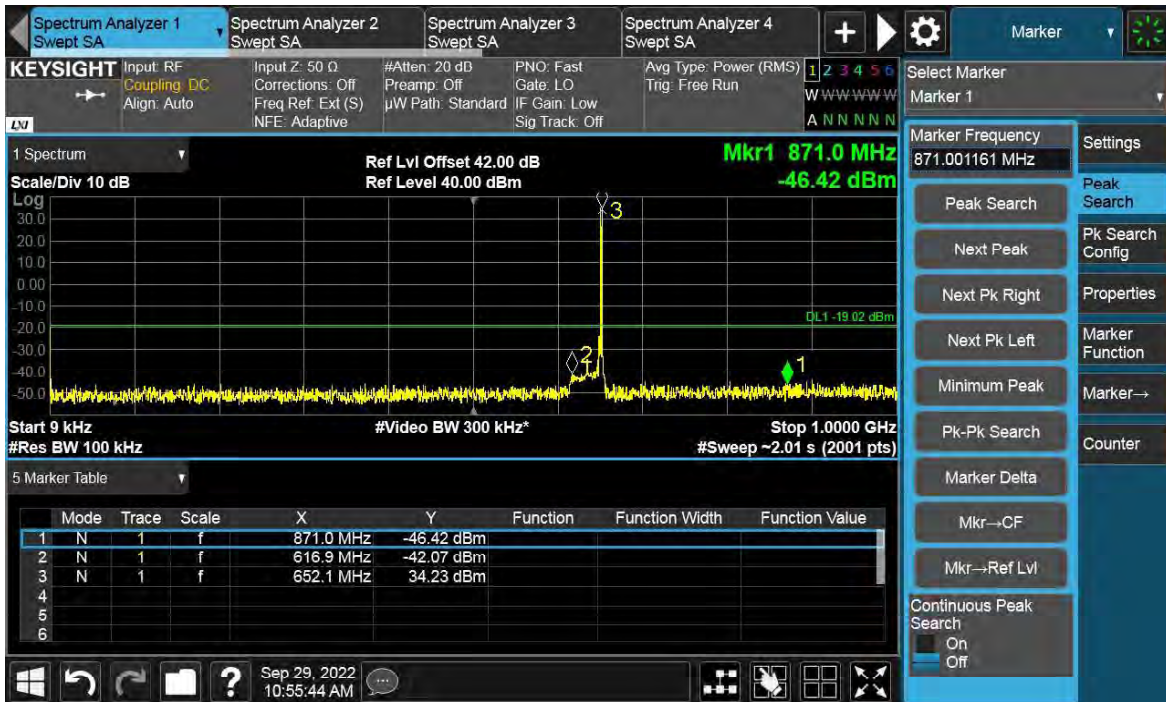 Spectrum Analyzer 1
Swept SA
Spectrum Analyzer 2
Swept SA
Spectrum Analyzer 3
Swept SA
Spectrum Analyzer 4
Swept SA
+
Marker
KEYSIGHT
LXI
Input: RF
Coupling: DC
Align: Auto
Input Z: 50 Ω
Corrections: Off
Freq Ref: Ext (S)
NFE: Adaptive
#Atten: 20 dB
Preamp: Off
µW Path: Standard
PNO: Fast
Gate: LO
IF Gain: Low
Sig Track: Off
Avg Type: Power (RMS)
Trig: Free Run
1 2 3 4 5 6
W W W W W W
A N N N N N
Select Marker
Marker 1
1 Spectrum
Scale/Div 10 dB
Ref Lvl Offset 42.00 dB
Ref Level 40.00 dBm
Mkr1 871.0 MHz
-46.42 dBm
Log
30.0
20.0
10.0
0.00
-10.0
-20.0
-30.0
-40.0
-50.0
3
DL1 -19.02 dBm
2
1
Start 9 kHz
#Res BW 100 kHz
#Video BW 300 kHz*
Stop 1.0000 GHz
#Sweep ~2.01 s (2001 pts)
5 Marker Table
Mode Trace Scale X Y Function Function Width Function Value
1 N 1 f 871.0 MHz -46.42 dBm
2 N 1 f 616.9 MHz -42.07 dBm
3 N 1 f 652.1 MHz 34.23 dBm
4
5
6
Marker Frequency
871.001161 MHz
Peak Search
Next Peak
Next Pk Right
Next Pk Left
Minimum Peak
Pk-Pk Search
Marker Delta
Mkr→CF
Mkr→Ref Lvl
Continuous Peak
Search
On
Off
Settings
Peak
Search
Pk Search
Config
Properties
Marker
Function
Marker→
Counter
?
Sep 29, 2022
10:55:44 AM